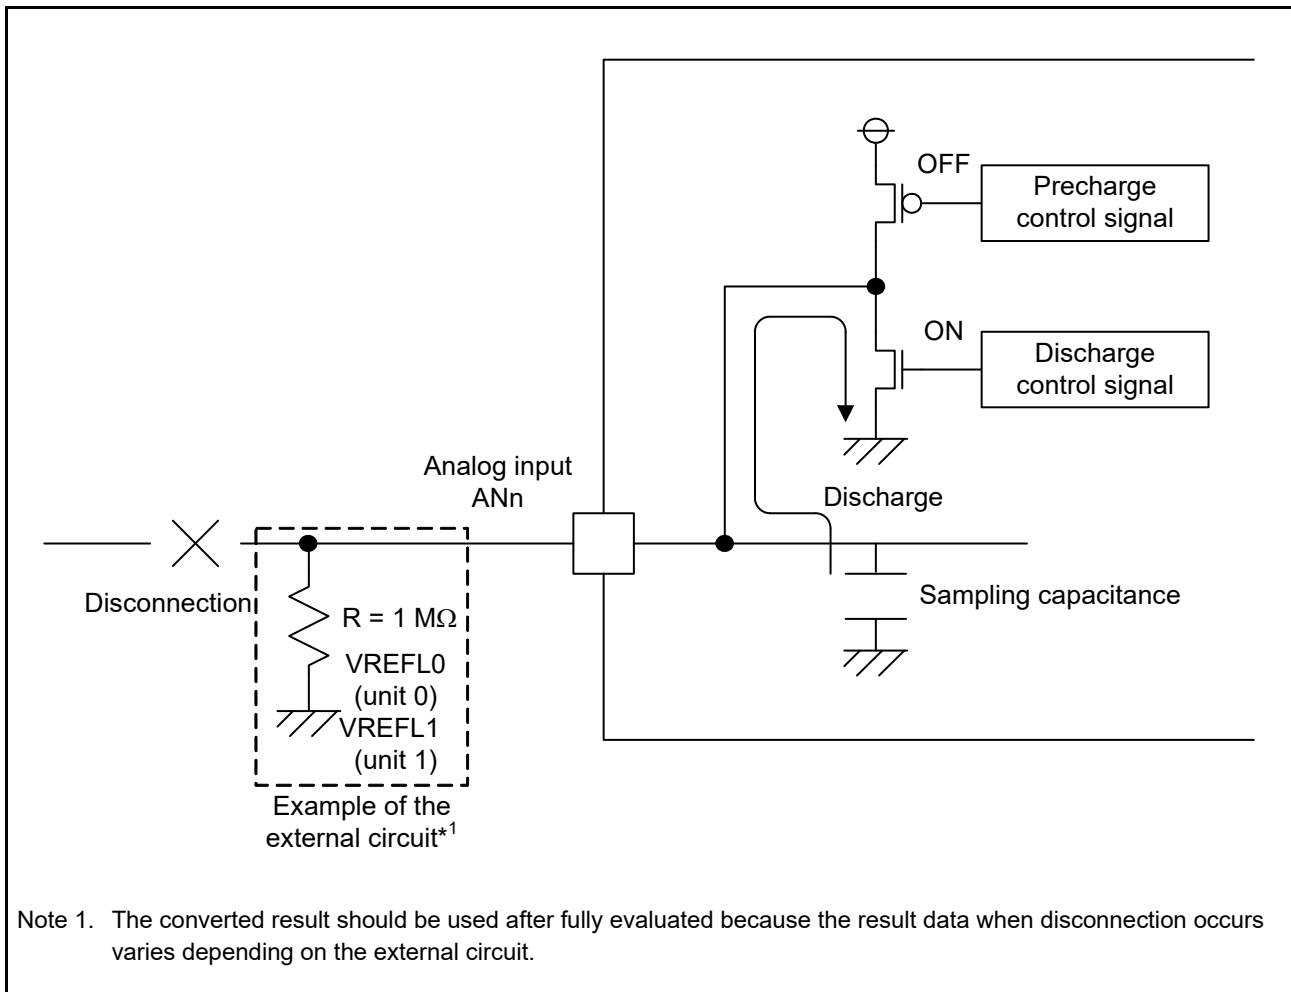 OFF
Precharge
control signal
ON
Discharge
control signal
Analog input
ANn
Discharge
Disconnection
Sampling capacitance
R = 1 MΩ
VREFL0
(unit 0)
VREFL1
(unit 1)
Example of the
external circuit*1
Note 1. The converted result should be used after fully evaluated because the result data when disconnection occurs
varies depending on the external circuit.